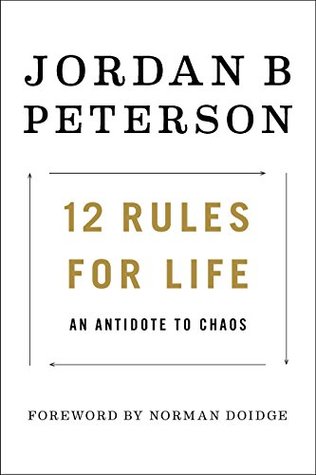 JORDAN B
PETERSON
12 RULES
FOR LIFE
AN ANTIDOTE TO CHAOS
FOREWORD BY NORMAN DOIDGE